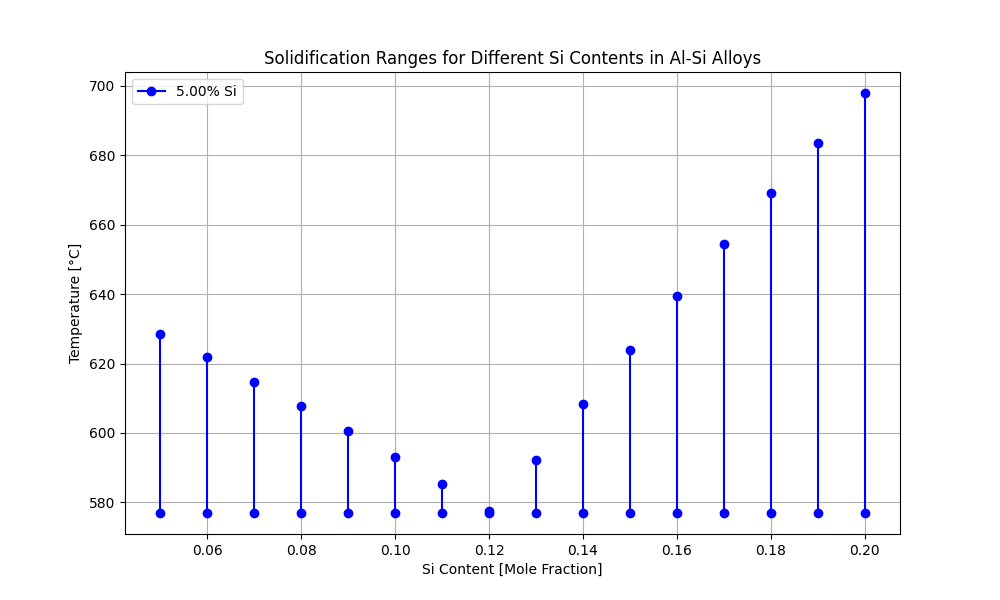 Solidification Ranges for Different Si Contents in Al-Si Alloys
5.00% Si
700
680
660
640
620
600
580
Temperature [°C]
0.06 0.08 0.10 0.12 0.14 0.16 0.18 0.20
Si Content [Mole Fraction]